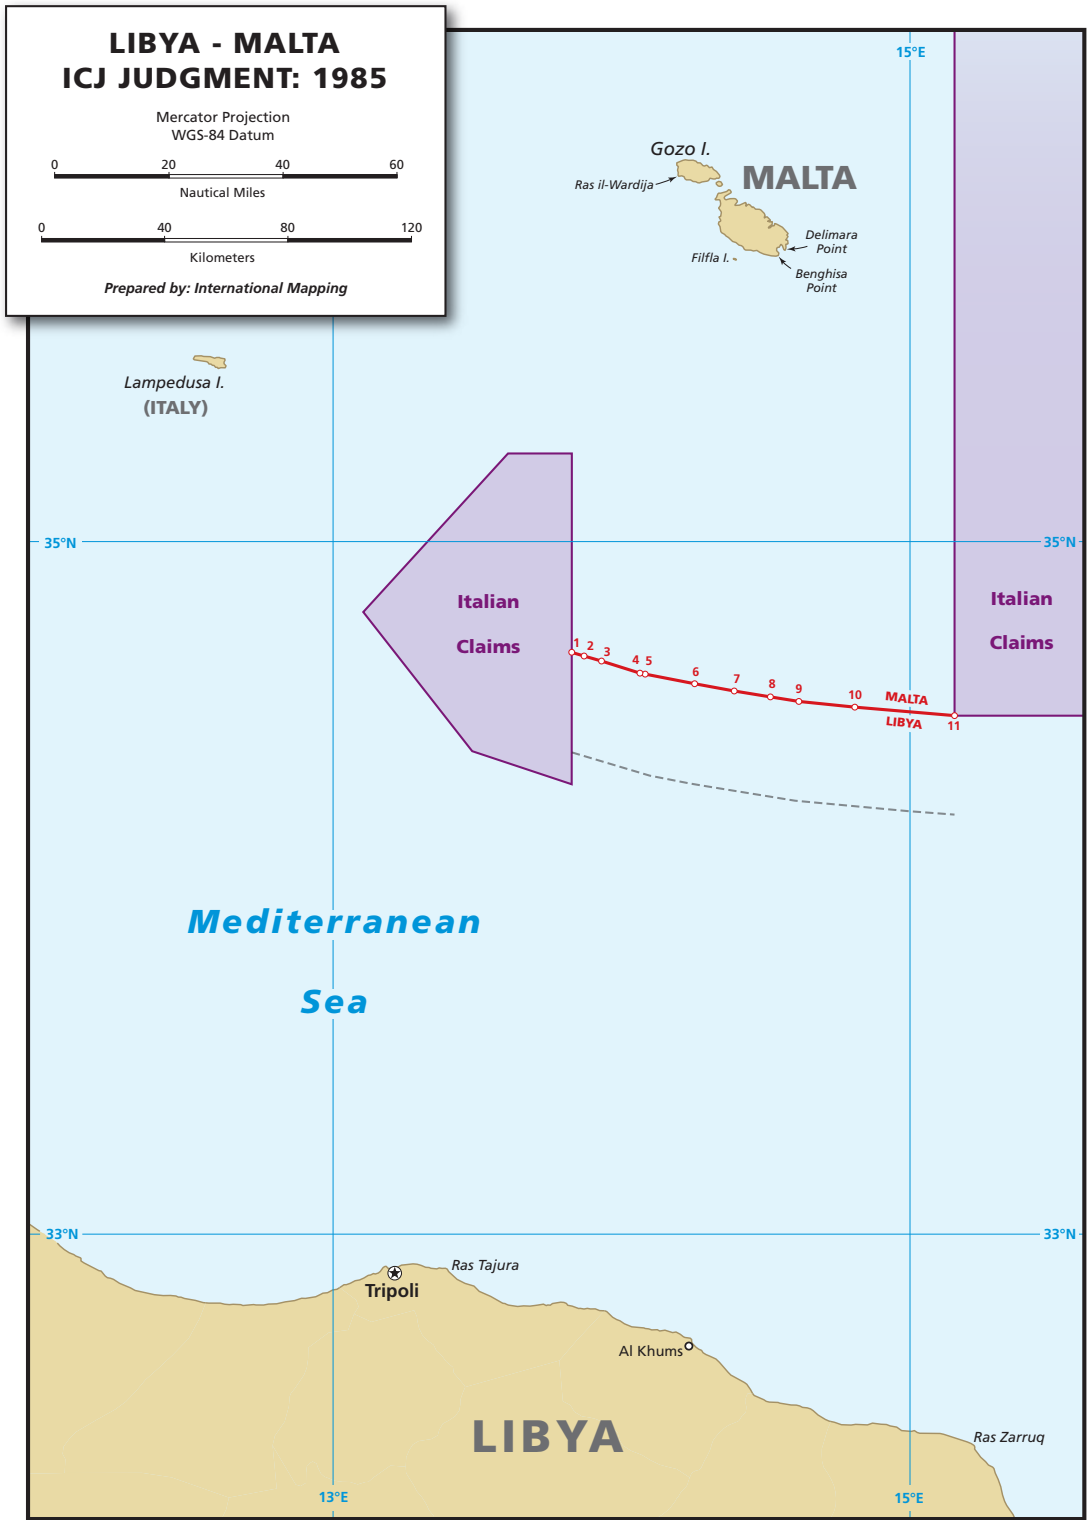 LIBYA - MALTA
ICJ JUDGMENT: 1985
Mercator Projection
WGS-84 Datum
0 20 40 60
Nautical Miles
0 40 80 120
Kilometers
Prepared by: International Mapping
15°E
Gozo I.
MALTA
Ras il-Wardija
Delimara
Point
Filfla I.
Benghisa
Point
Lampedusa I.
(ITALY)
35°N
35°N
Italian
Claims
Italian
Claims
1 2 3 4 5 6 7 8 9 10 11
MALTA
LIBYA
Mediterranean
Sea
33°N
33°N
Ras Tajura
Tripoli
Al Khums
LIBYA
Ras Zarruq
13°E
15°E